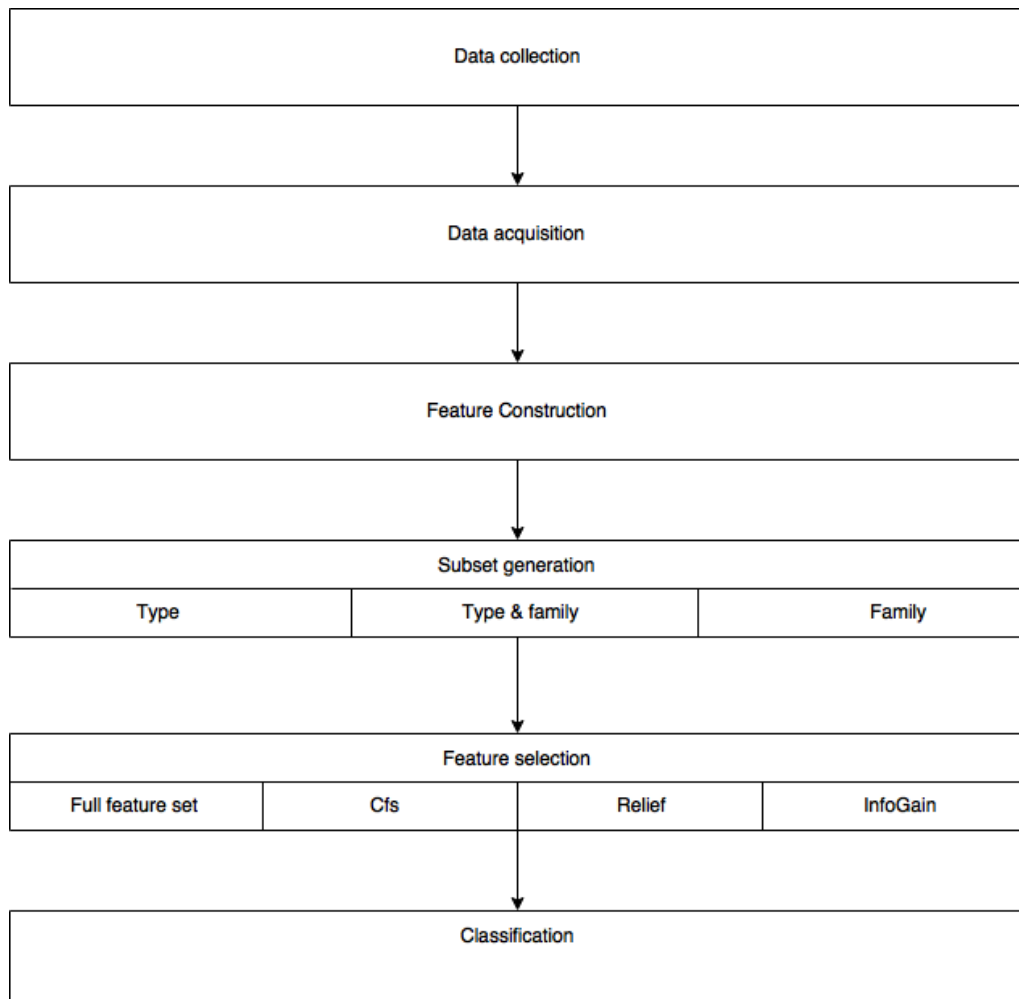 Data collection
Data acquisition
Feature Construction
Subset generation
Type
Type & family
Family
Feature selection
Full feature set
Cfs
Relief
InfoGain
Classification